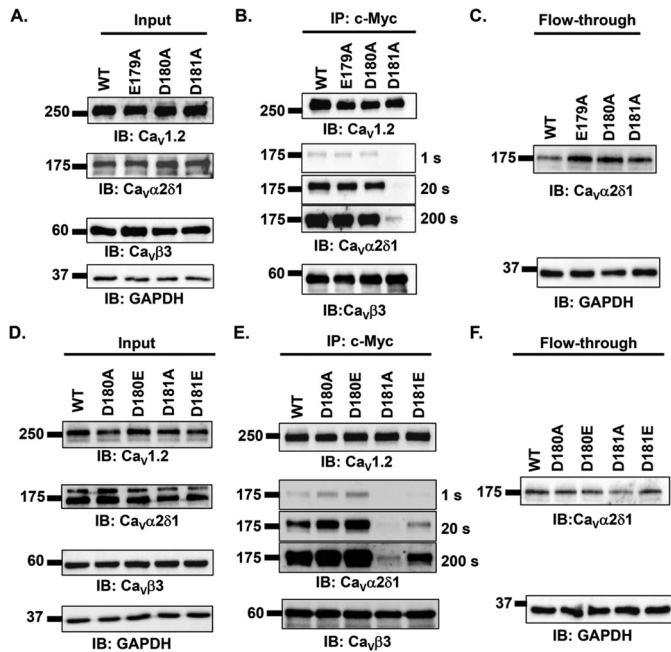 A.
Input
WT E179A D180A D181A
250
IB: CaV1.2
175
IB: CaVα2δ1
60
IB: CaVβ3
37
IB: GAPDH
B.
IP: c-Myc
WT E179A D180A D181A
250
IB: CaV1.2
175 1 s
175 20 s
175 200 s
IB: CaVα2δ1
60
IB:CaVβ3
C.
Flow-through
WT E179A D180A D181A
175
IB: CaVα2δ1
37
IB: GAPDH
D.
Input
WT D180A D180E D181A D181E
250
IB: CaV1.2
175
IB: CaVα2δ1
60
IB: CaVβ3
37
IB: GAPDH
E.
IP: c-Myc
WT D180A D180E D181A D181E
250
IB: CaV1.2
175 1 s
175 20 s
175 200 s
IB: CaVα2δ1
60
IB: CaVβ3
F.
Flow-through
WT D180A D180E D181A D181E
175
IB:CaVα2δ1
37
IB: GAPDH